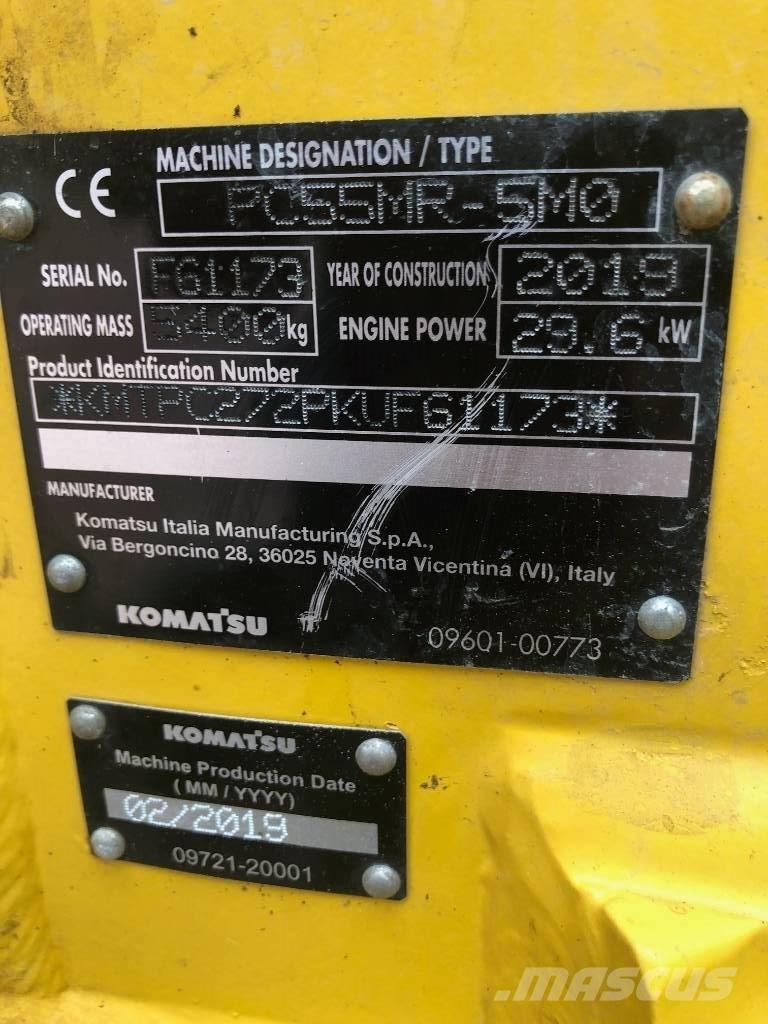 CE MACHINE DESIGNATION / TYPE
PC55MR-5M0
SERIAL No. F61173 YEAR OF CONSTRUCTION 2019
OPERATING MASS 5400kg ENGINE POWER 29.6 kW
Product Identification Number
*KMTPC272PKUF61173*
MANUFACTURER
Komatsu Italia Manufacturing S.p.A.,
Via Bergoncino 28, 36025 Noventa Vicentina (VI), Italy
KOMATSU 09601-00773
KOMATSU
Machine Production Date
(MM/YYYY)
02/2019
09721-20001
MASCUS